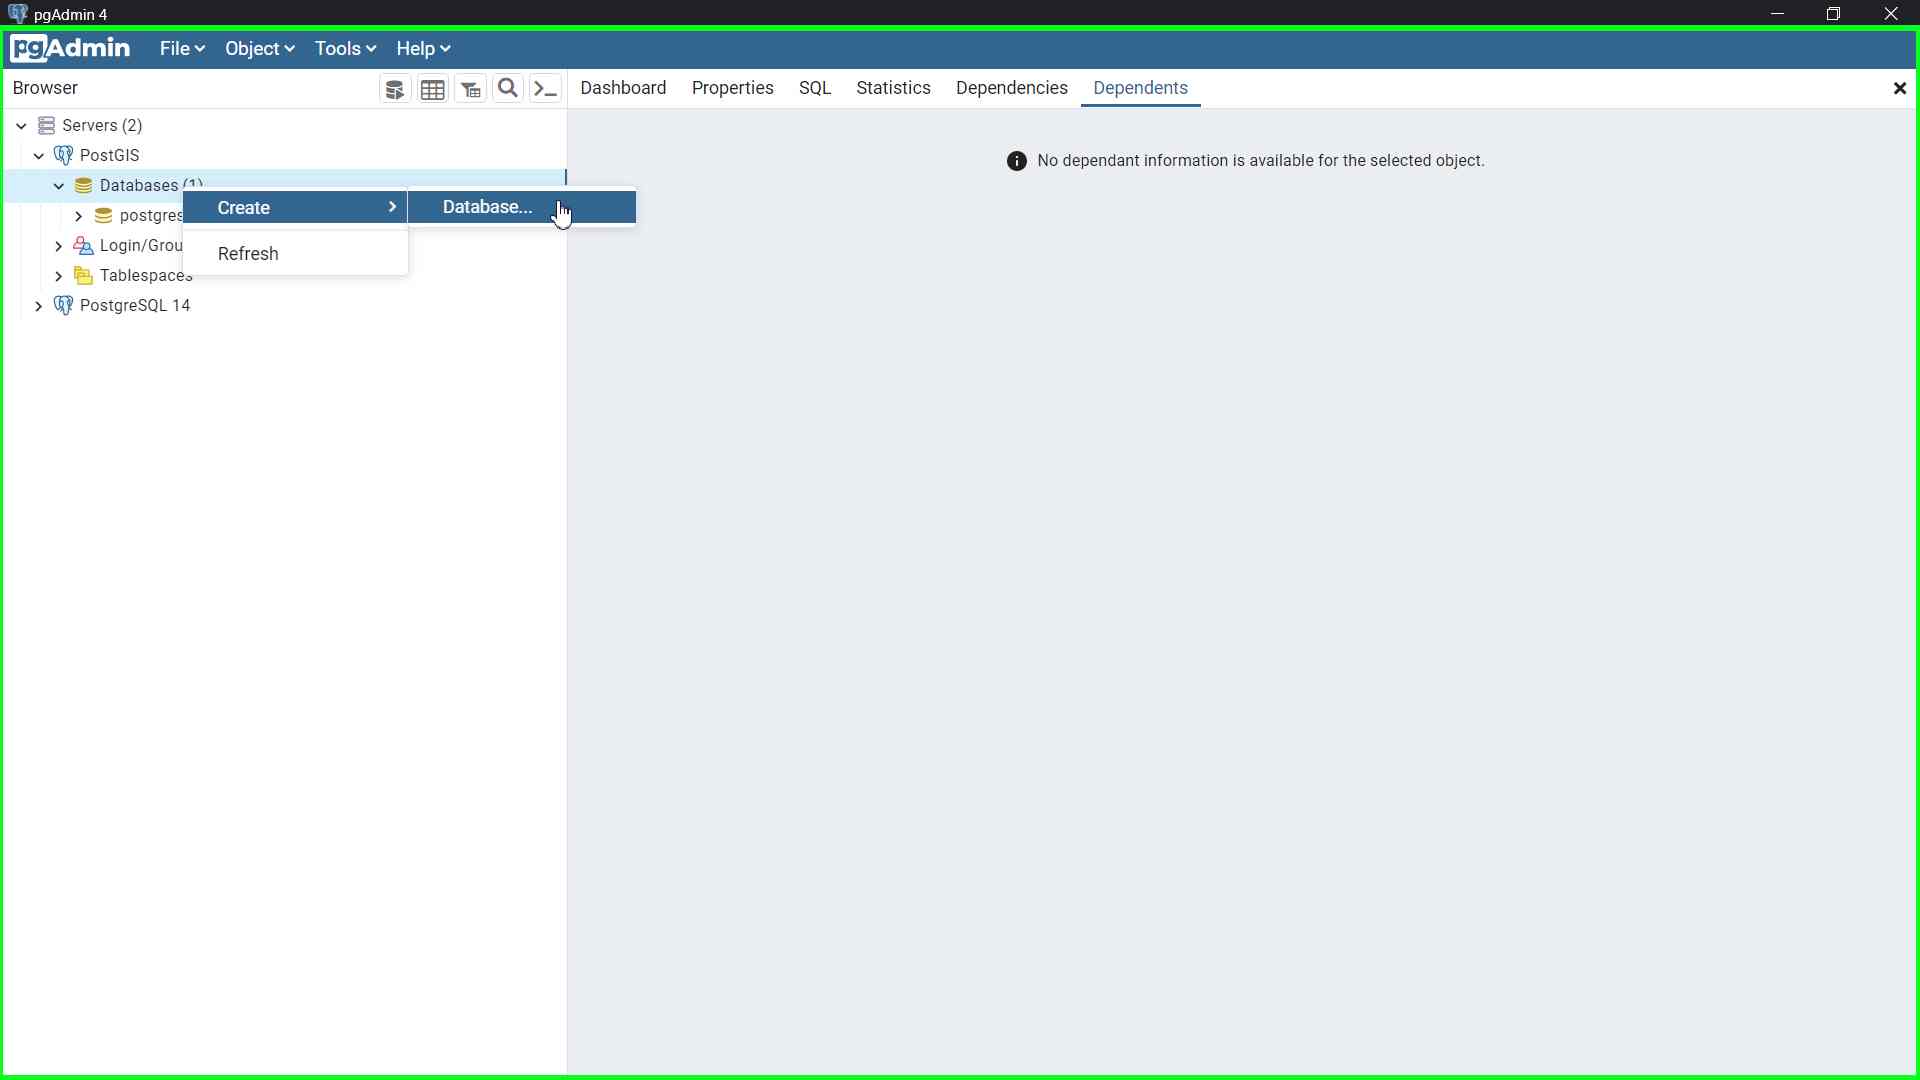 pgAdmin 4
pgAdmin File Object Tools Help
Browser
Dashboard Properties SQL Statistics Dependencies Dependents
Servers (2)
PostGIS
Databases (1)
postgres
Login/Grou
Tablespaces
PostgreSQL 14
Create
Database...
Refresh
No dependant information is available for the selected object.